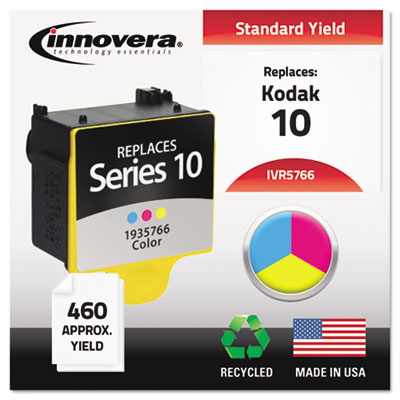 innovera
technology essentials
Standard Yield
Replaces:
Kodak
10
IVR5766
REPLACES
Series 10
1935766
Color
460
APPROX.
YIELD
RECYCLED
MADE IN USA